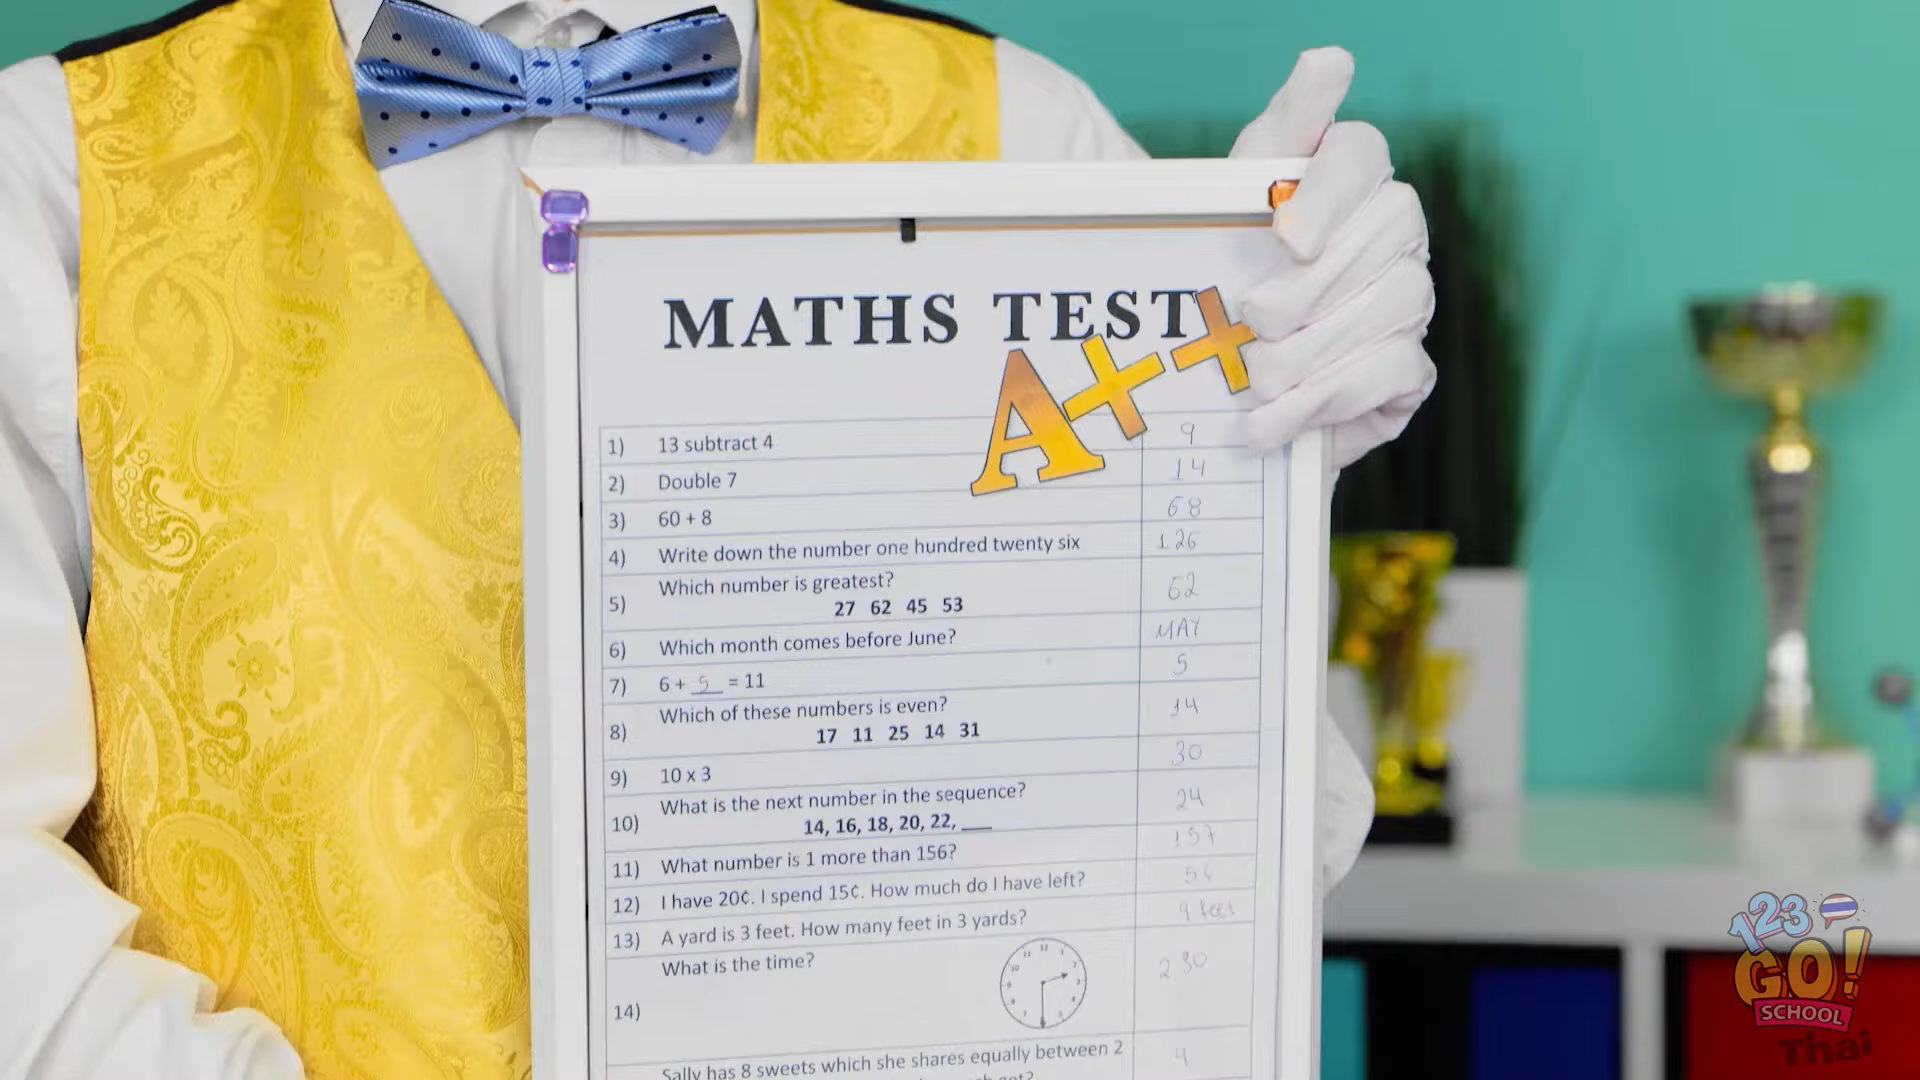 MATHS TEST
A++
1) 13 subtract 4 9
2) Double 7 14
3) 60 + 8 68
4) Write down the number one hundred twenty six 126
5) Which number is greatest? 62
27 62 45 53
6) Which month comes before June? MAY
7) 6 + 5 = 11 5
8) Which of these numbers is even? 14
17 11 25 14 31
9) 10 x 3 30
10) What is the next number in the sequence? 24
14, 16, 18, 20, 22, ___
11) What number is 1 more than 156? 157
12) I have 20¢. I spend 15¢. How much do I have left? 5¢
13) A yard is 3 feet. How many feet in 3 yards? 9 feet
What is the time? 2 30
14)
Sally has 8 sweets which she shares equally between 2 4
123
GO!
SCHOOL
Thai